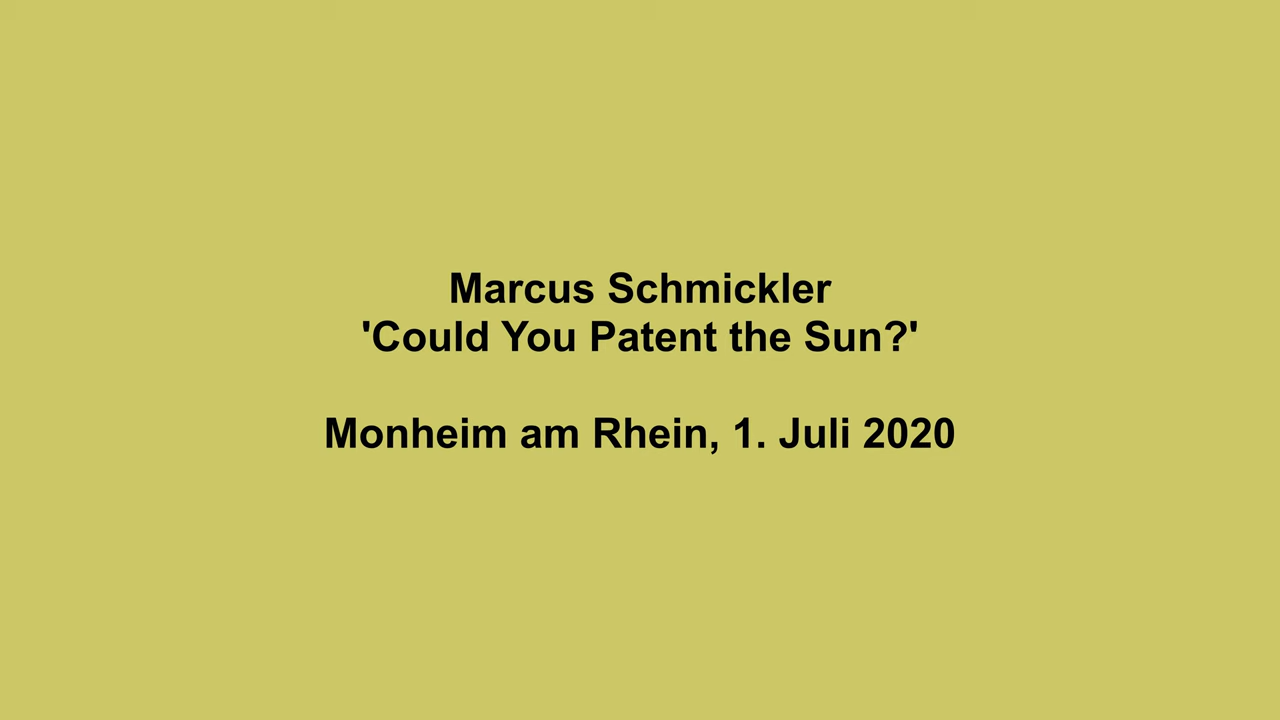 Marcus Schmickler
'Could You Patent the Sun?'
Monheim am Rhein, 1. Juli 2020